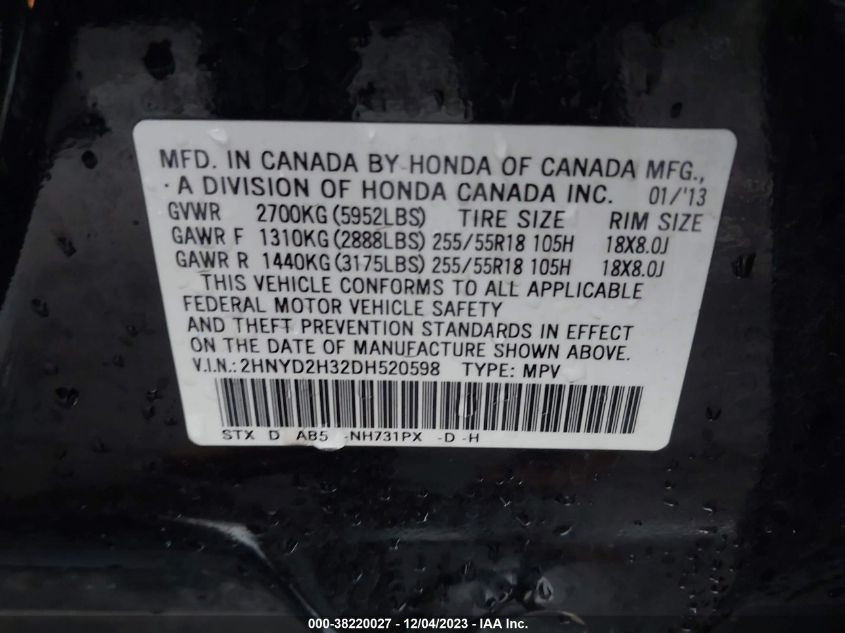 MFD. IN CANADA BY HONDA OF CANADA MFG.,
A DIVISION OF HONDA CANADA INC. 01/'13
GVWR 2700KG (5952LBS) TIRE SIZE RIM SIZE
GAWR F 1310KG (2888LBS) 255/55R18 105H 18X8.0J
GAWR R 1440KG (3175LBS) 255/55R18 105H 18X8.0J
THIS VEHICLE CONFORMS TO ALL APPLICABLE
FEDERAL MOTOR VEHICLE SAFETY
AND THEFT PREVENTION STANDARDS IN EFFECT
ON THE DATE OF MANUFACTURE SHOWN ABOVE.
V.I.N.: 2HNYD2H32DH520598 TYPE: MPV
STX D AB5 -NH731PX -D -H
000-38220027 - 12/04/2023 - IAA Inc.